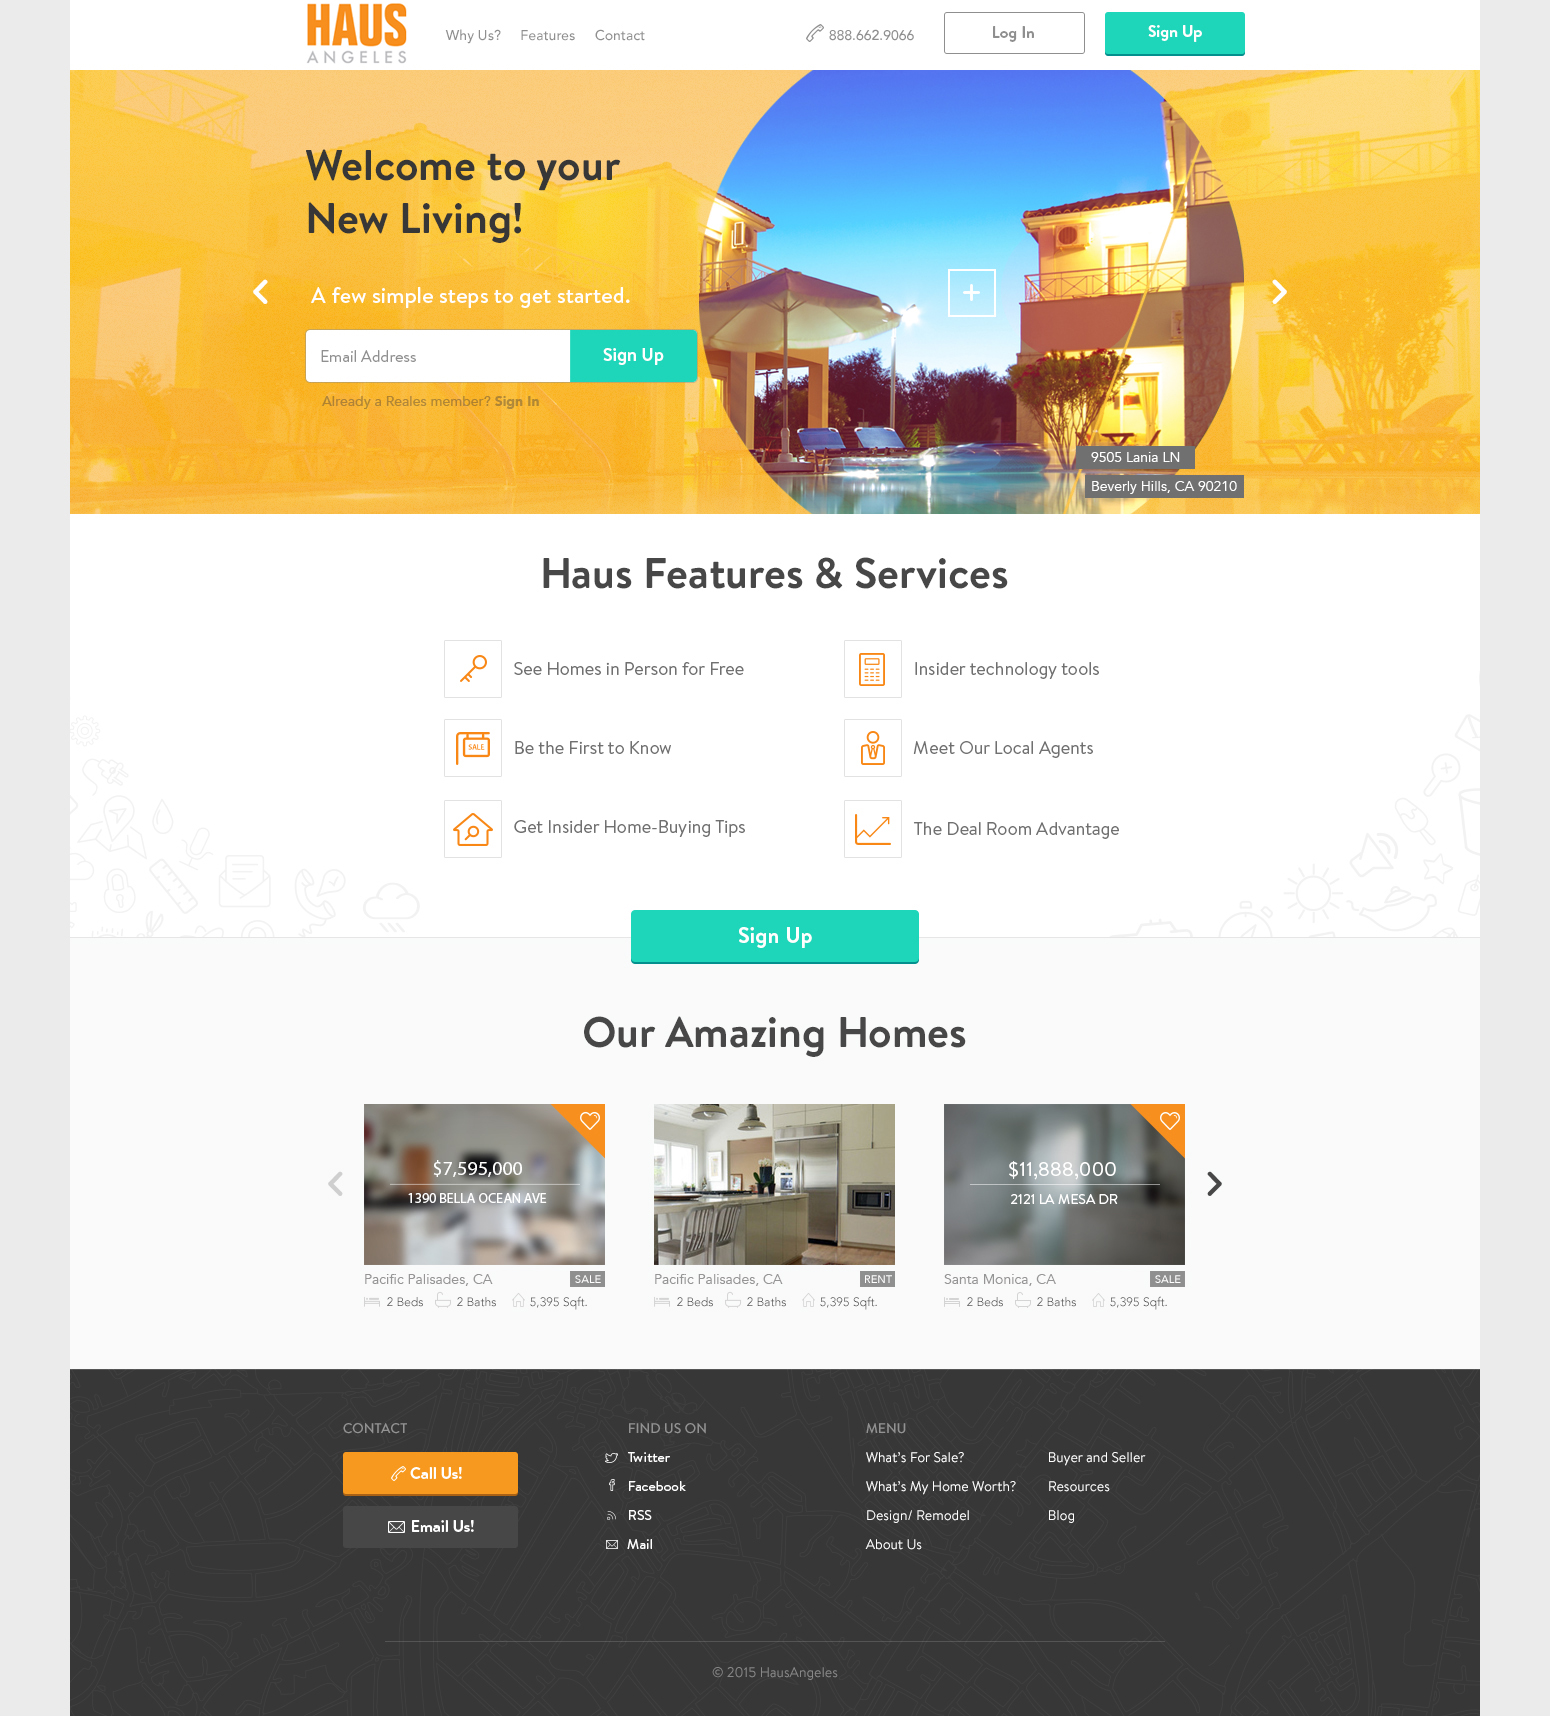 HAUS
ANGELES
Why Us? Features Contact
888.662.9066
Log In
Sign Up
Welcome to your
New Living!
A few simple steps to get started.
Email Address
Sign Up
Already a Reales member? Sign In
9505 Lania LN
Beverly Hills, CA 90210
Haus Features & Services
See Homes in Person for Free
Insider technology tools
SALE
Be the First to Know
Meet Our Local Agents
Get Insider Home-Buying Tips
The Deal Room Advantage
Sign Up
Our Amazing Homes
$7,595,000
1390 BELLA OCEAN AVE
$11,888,000
2121 LA MESA DR
Pacific Palisades, CA SALE
2 Beds 2 Baths 5,395 Sqft.
Pacific Palisades, CA RENT
2 Beds 2 Baths 5,395 Sqft.
Santa Monica, CA SALE
2 Beds 2 Baths 5,395 Sqft.
CONTACT
Call Us!
Email Us!
FIND US ON
Twitter
Facebook
RSS
Mail
MENU
What's For Sale?
What's My Home Worth?
Design/ Remodel
About Us
Buyer and Seller
Resources
Blog
© 2015 HausAngeles